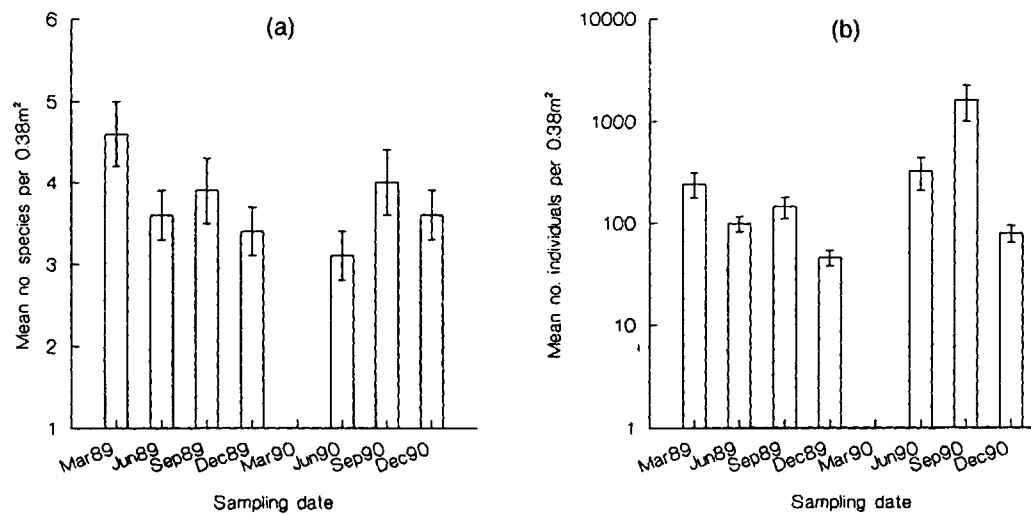 (a)
Mean no species per 0.38m²
6
5
4
3
2
1
Mar89
Jun89
Sep89
Dec89
Mar90
Jun90
Sep90
Dec90
Sampling date
(b)
Mean no. individuals per 0.38m²
10000
1000
100
10
1
Mar89
Jun89
Sep89
Dec89
Mar90
Jun90
Sep90
Dec90
Sampling date